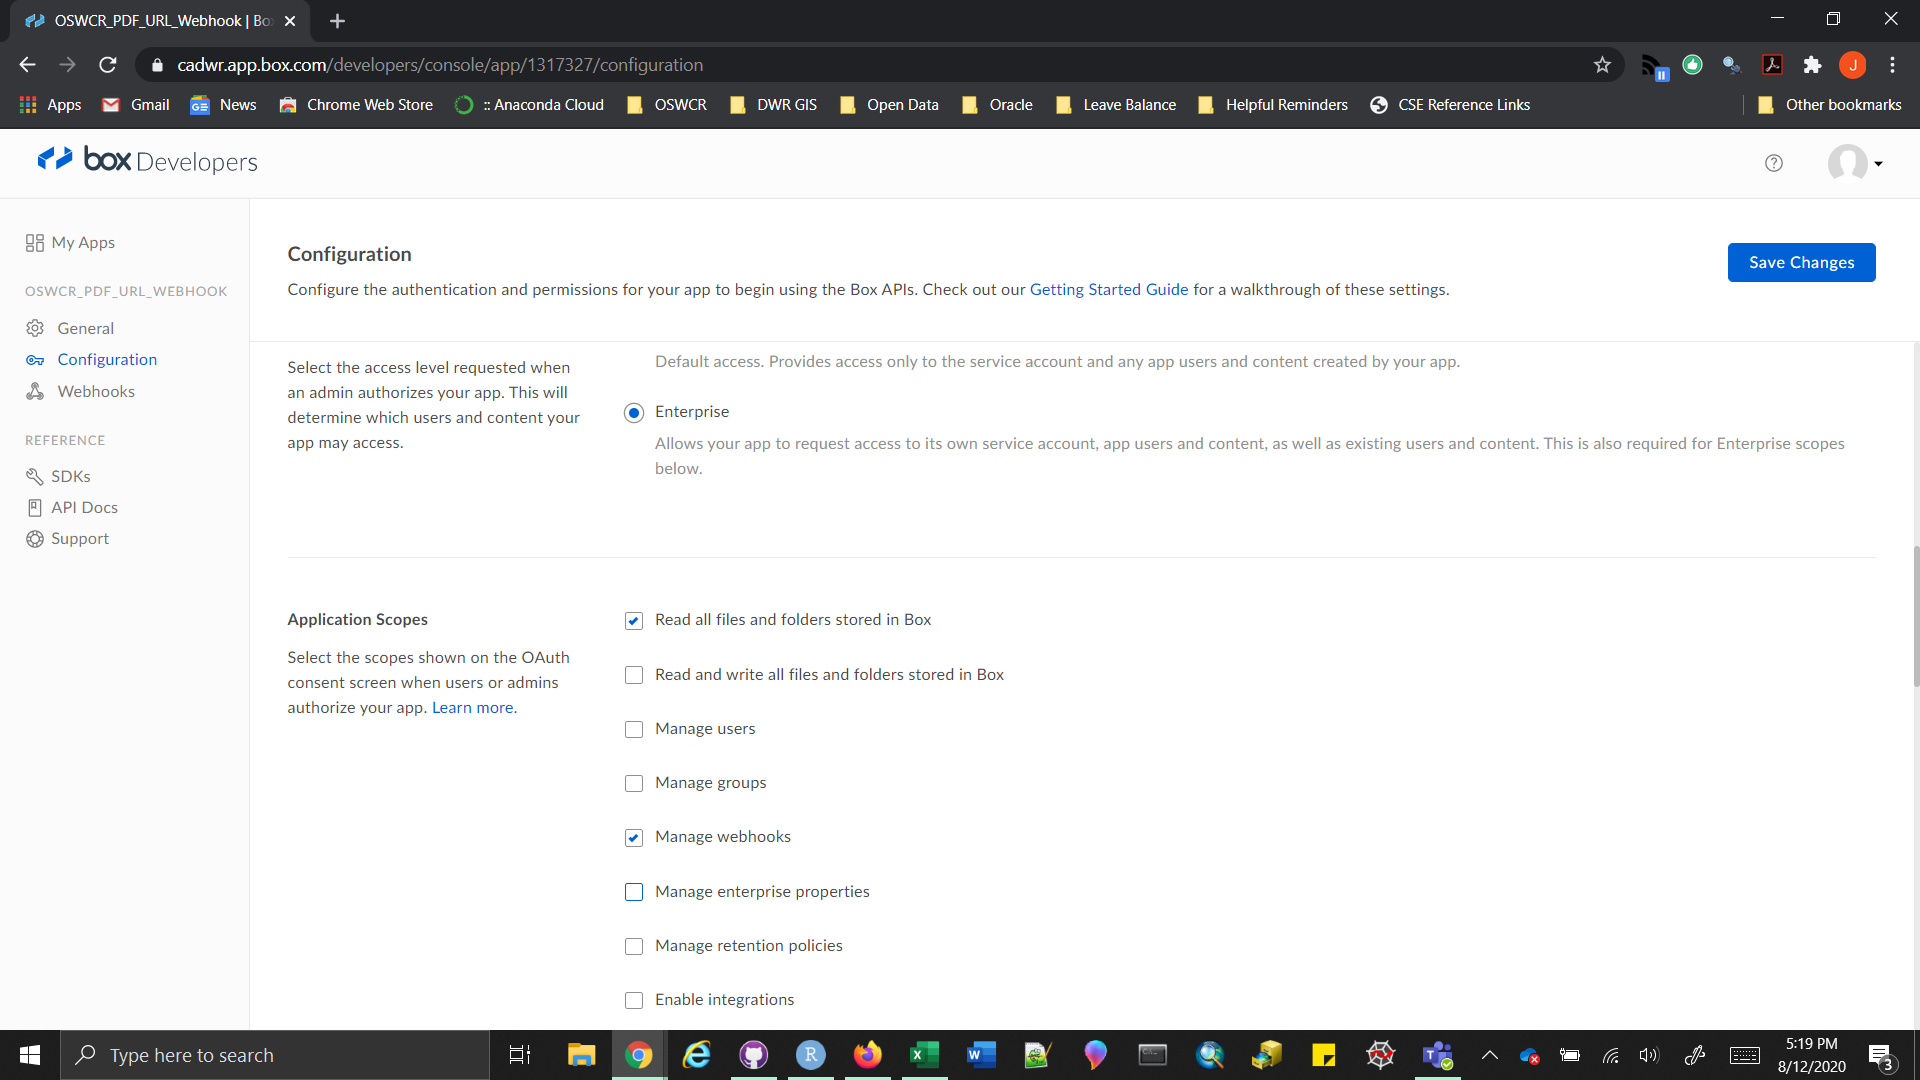 OSWCR_PDF_URL_Webhook | Bo
cadwr.app.box.com/developers/console/app/1317327/configuration
J
Apps
Gmail
News
Chrome Web Store
:: Anaconda Cloud
OSWCR
DWR GIS
Open Data
Oracle
Leave Balance
Helpful Reminders
CSE Reference Links
Other bookmarks
box Developers
My Apps
OSWCR_PDF_URL_WEBHOOK
General
Configuration
Webhooks
REFERENCE
SDKs
API Docs
Support
Configuration
Save Changes
Configure the authentication and permissions for your app to begin using the Box APIs. Check out our Getting Started Guide for a walkthrough of these settings.
Select the access level requested when
an admin authorizes your app. This will
determine which users and content your
app may access.
Default access. Provides access only to the service account and any app users and content created by your app.
Enterprise
Allows your app to request access to its own service account, app users and content, as well as existing users and content. This is also required for Enterprise scopes
below.
Application Scopes
Select the scopes shown on the OAuth
consent screen when users or admins
authorize your app. Learn more.
Read all files and folders stored in Box
Read and write all files and folders stored in Box
Manage users
Manage groups
Manage webhooks
Manage enterprise properties
Manage retention policies
Enable integrations
Type here to search
5:19 PM
8/12/2020
3